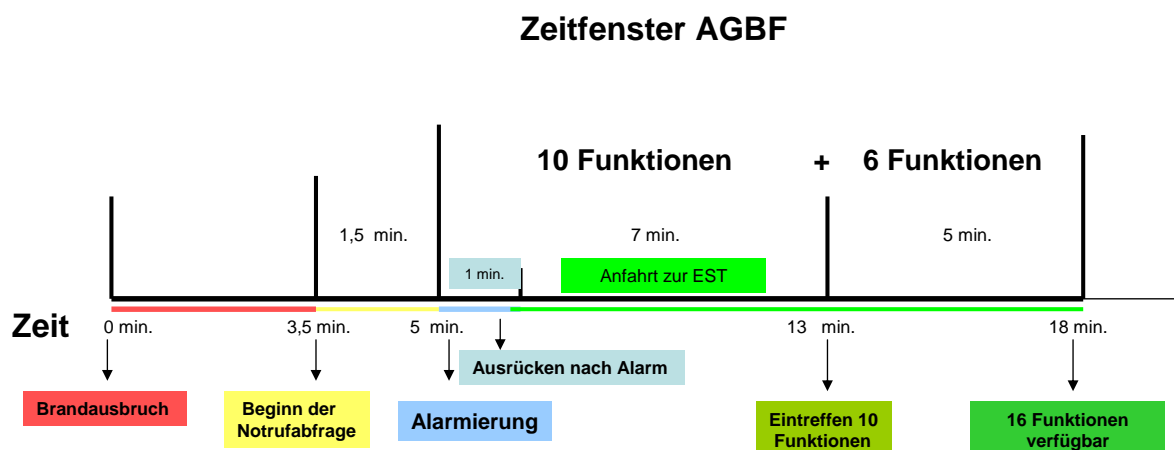 Zeitfenster AGBF
10 Funktionen + 6 Funktionen
1,5 min. 7 min. 5 min.
1 min. Anfahrt zur EST
Zeit 0 min. 3,5 min. 5 min. 13 min. 18 min.
Ausrücken nach Alarm
Brandausbruch
Beginn der
Notrufabfrage
Alarmierung
Eintreffen 10
Funktionen
16 Funktionen
verfügbar